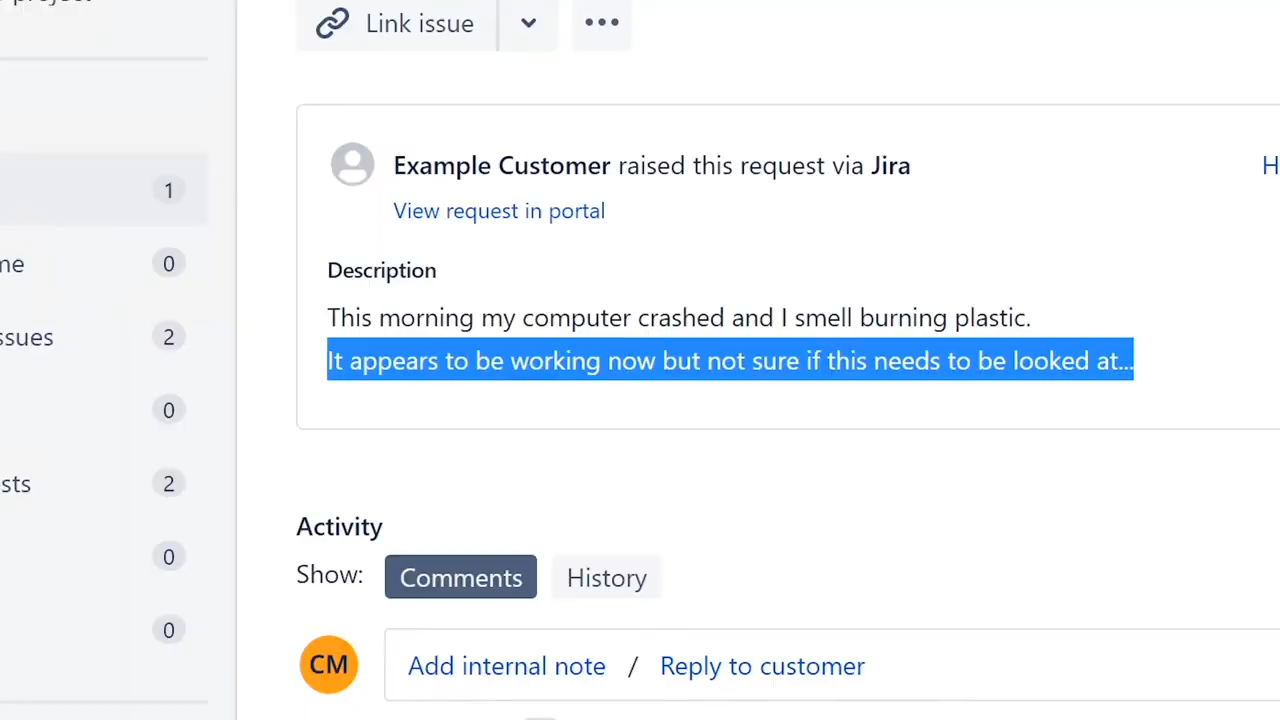 project
Link issue
Example Customer raised this request via Jira
View request in portal
Description
This morning my computer crashed and I smell burning plastic.
It appears to be working now but not sure if this needs to be looked at...
1
me 0
ssues 2
0
sts 2
0
0
Activity
Show: Comments History
CM Add internal note / Reply to customer